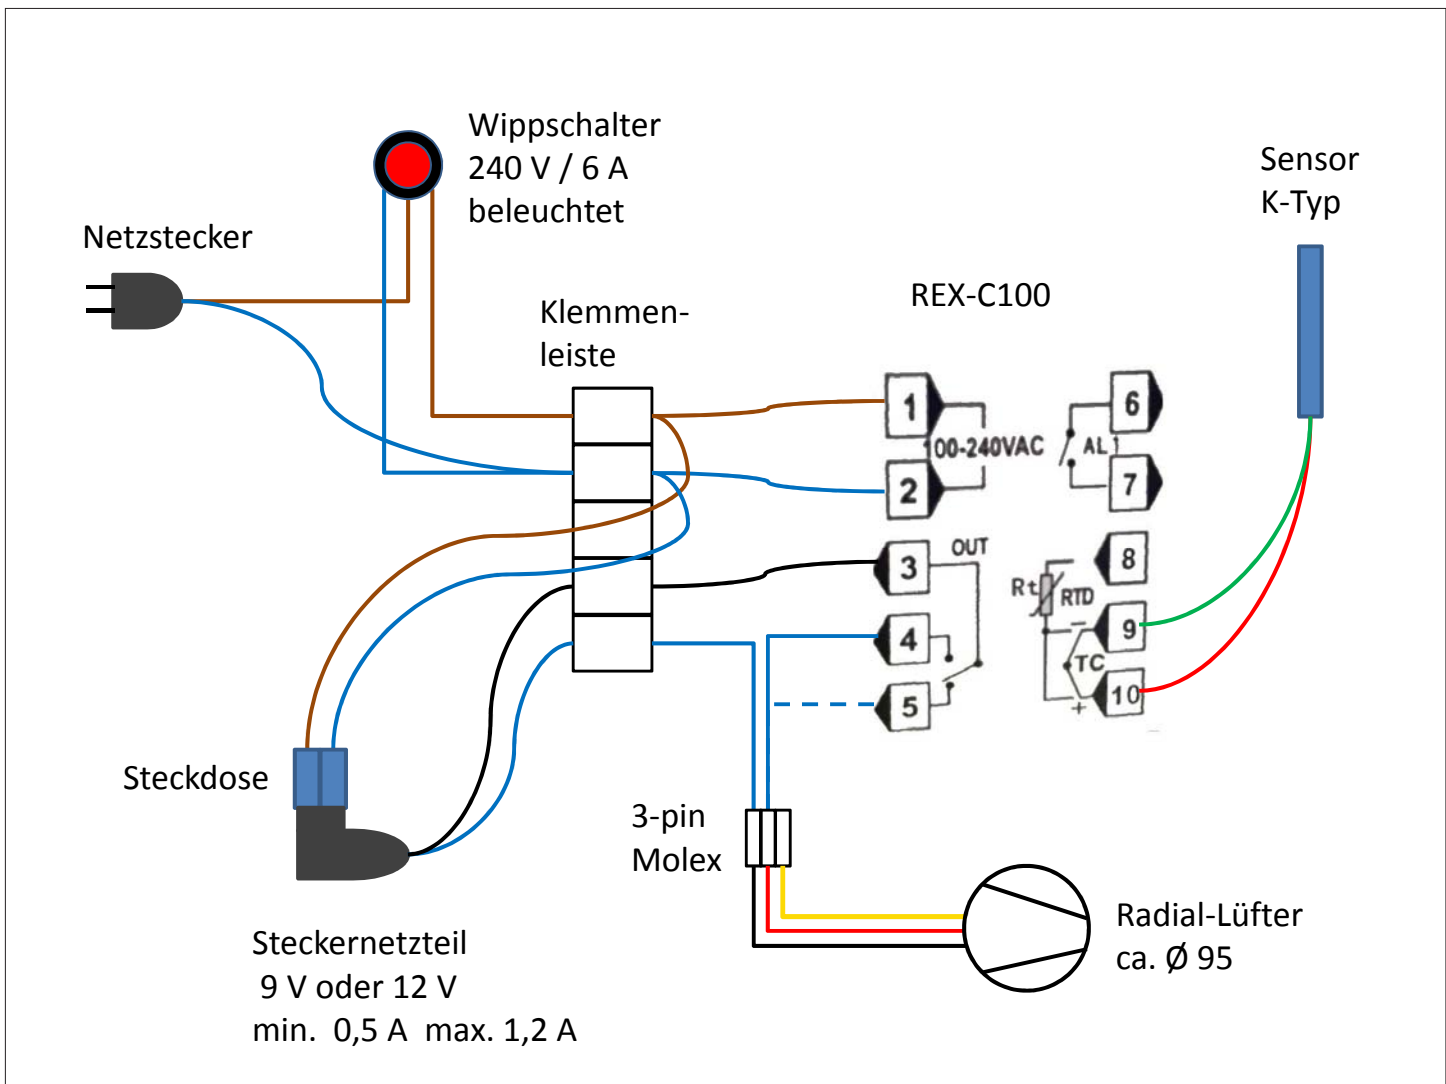 Wippschalter
240 V / 6 A
beleuchtet
Netzstecker
Sensor
K-Typ
Klemmen-
leiste
REX-C100
1
2
00-240VAC
6
AL 1
7
3
OUT
4
5
8
Rt
RTD
9
−
TC
10
+
Steckdose
3-pin
Molex
Steckernetzteil
9 V oder 12 V
min. 0,5 A max. 1,2 A
Radial-Lüfter
ca. Ø 95